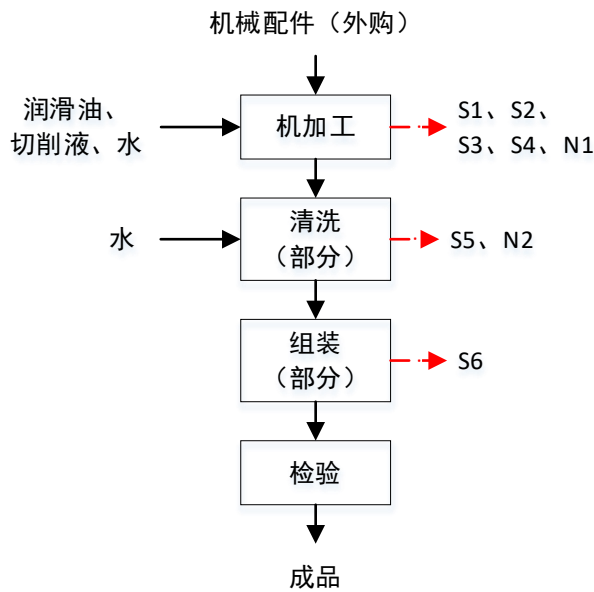 机械配件（外购）
润滑油、
切削液、水
机加工
S1、S2、
S3、S4、N1
水
清洗
（部分）
S5、N2
组装
（部分）
S6
检验
成品